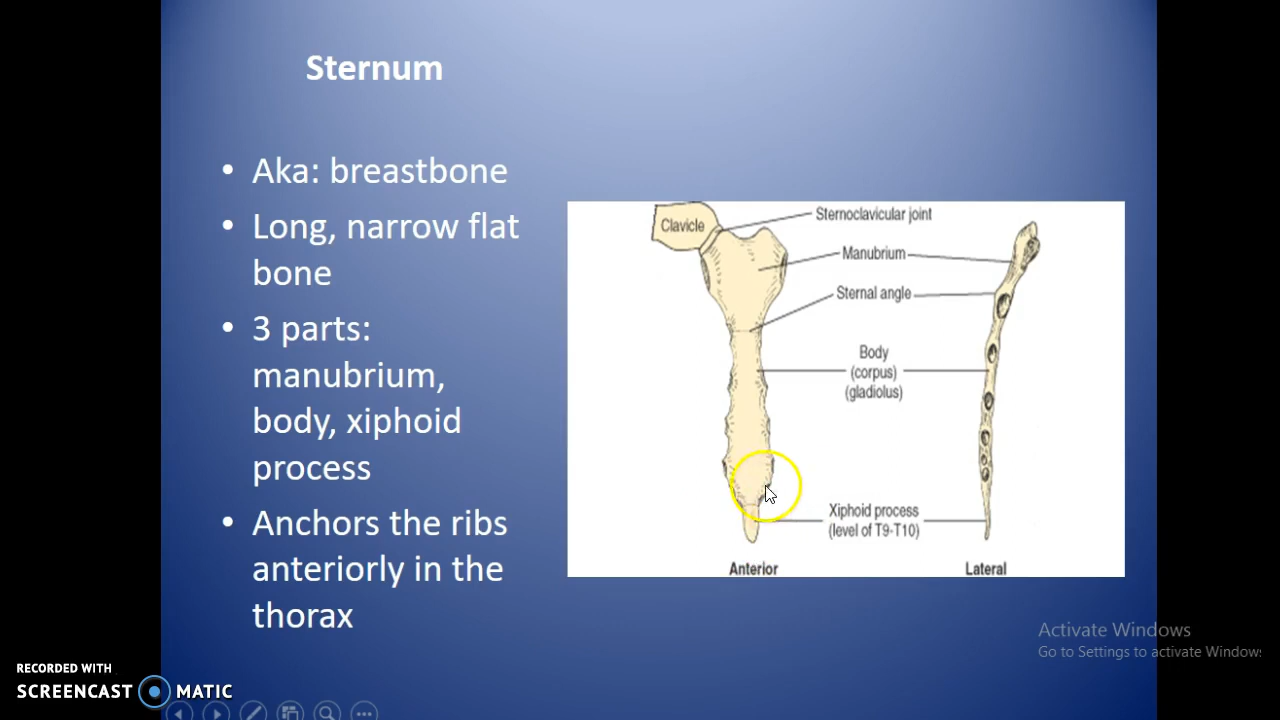 Sternum
• Aka: breastbone
• Long, narrow flat
bone
• 3 parts:
manubrium,
body, xiphoid
process
• Anchors the ribs
anteriorly in the
thorax
Clavicle
Sternoclavicular joint
Manubrium
Sternal angle
Body
(corpus)
(gladiolus)
Xiphoid process
(level of T9-T10)
Anterior
Lateral
Activate Windows
Go to Settings to activate Windows
RECORDED WITH
SCREENCAST MATIC